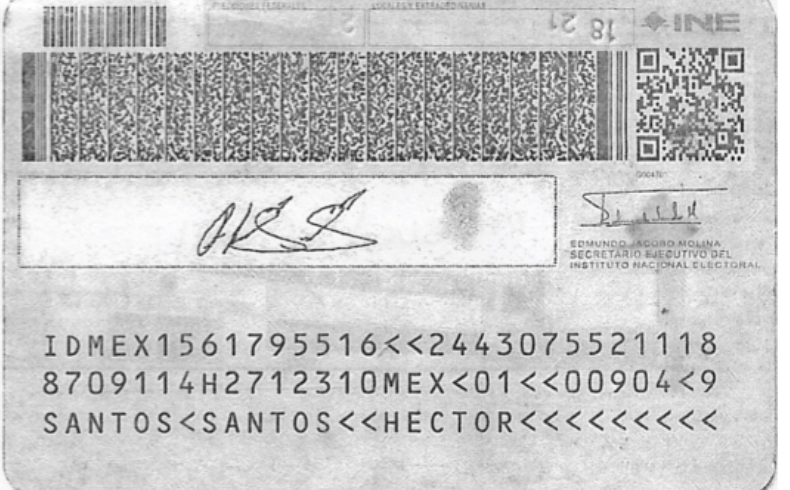 ELECCIONES FEDERALES LOCALES Y EXTRAORDINARIAS
18 21
INE
EDMUNDO JACOBO MOLINA
SECRETARIO EJECUTIVO DEL
INSTITUTO NACIONAL ELECTORAL
IDMEX1561795516<<2443075521118
8709114H2712310MEX<01<<00904<9
SANTOS<SANTOS<<HECTOR<<<<<<<<<